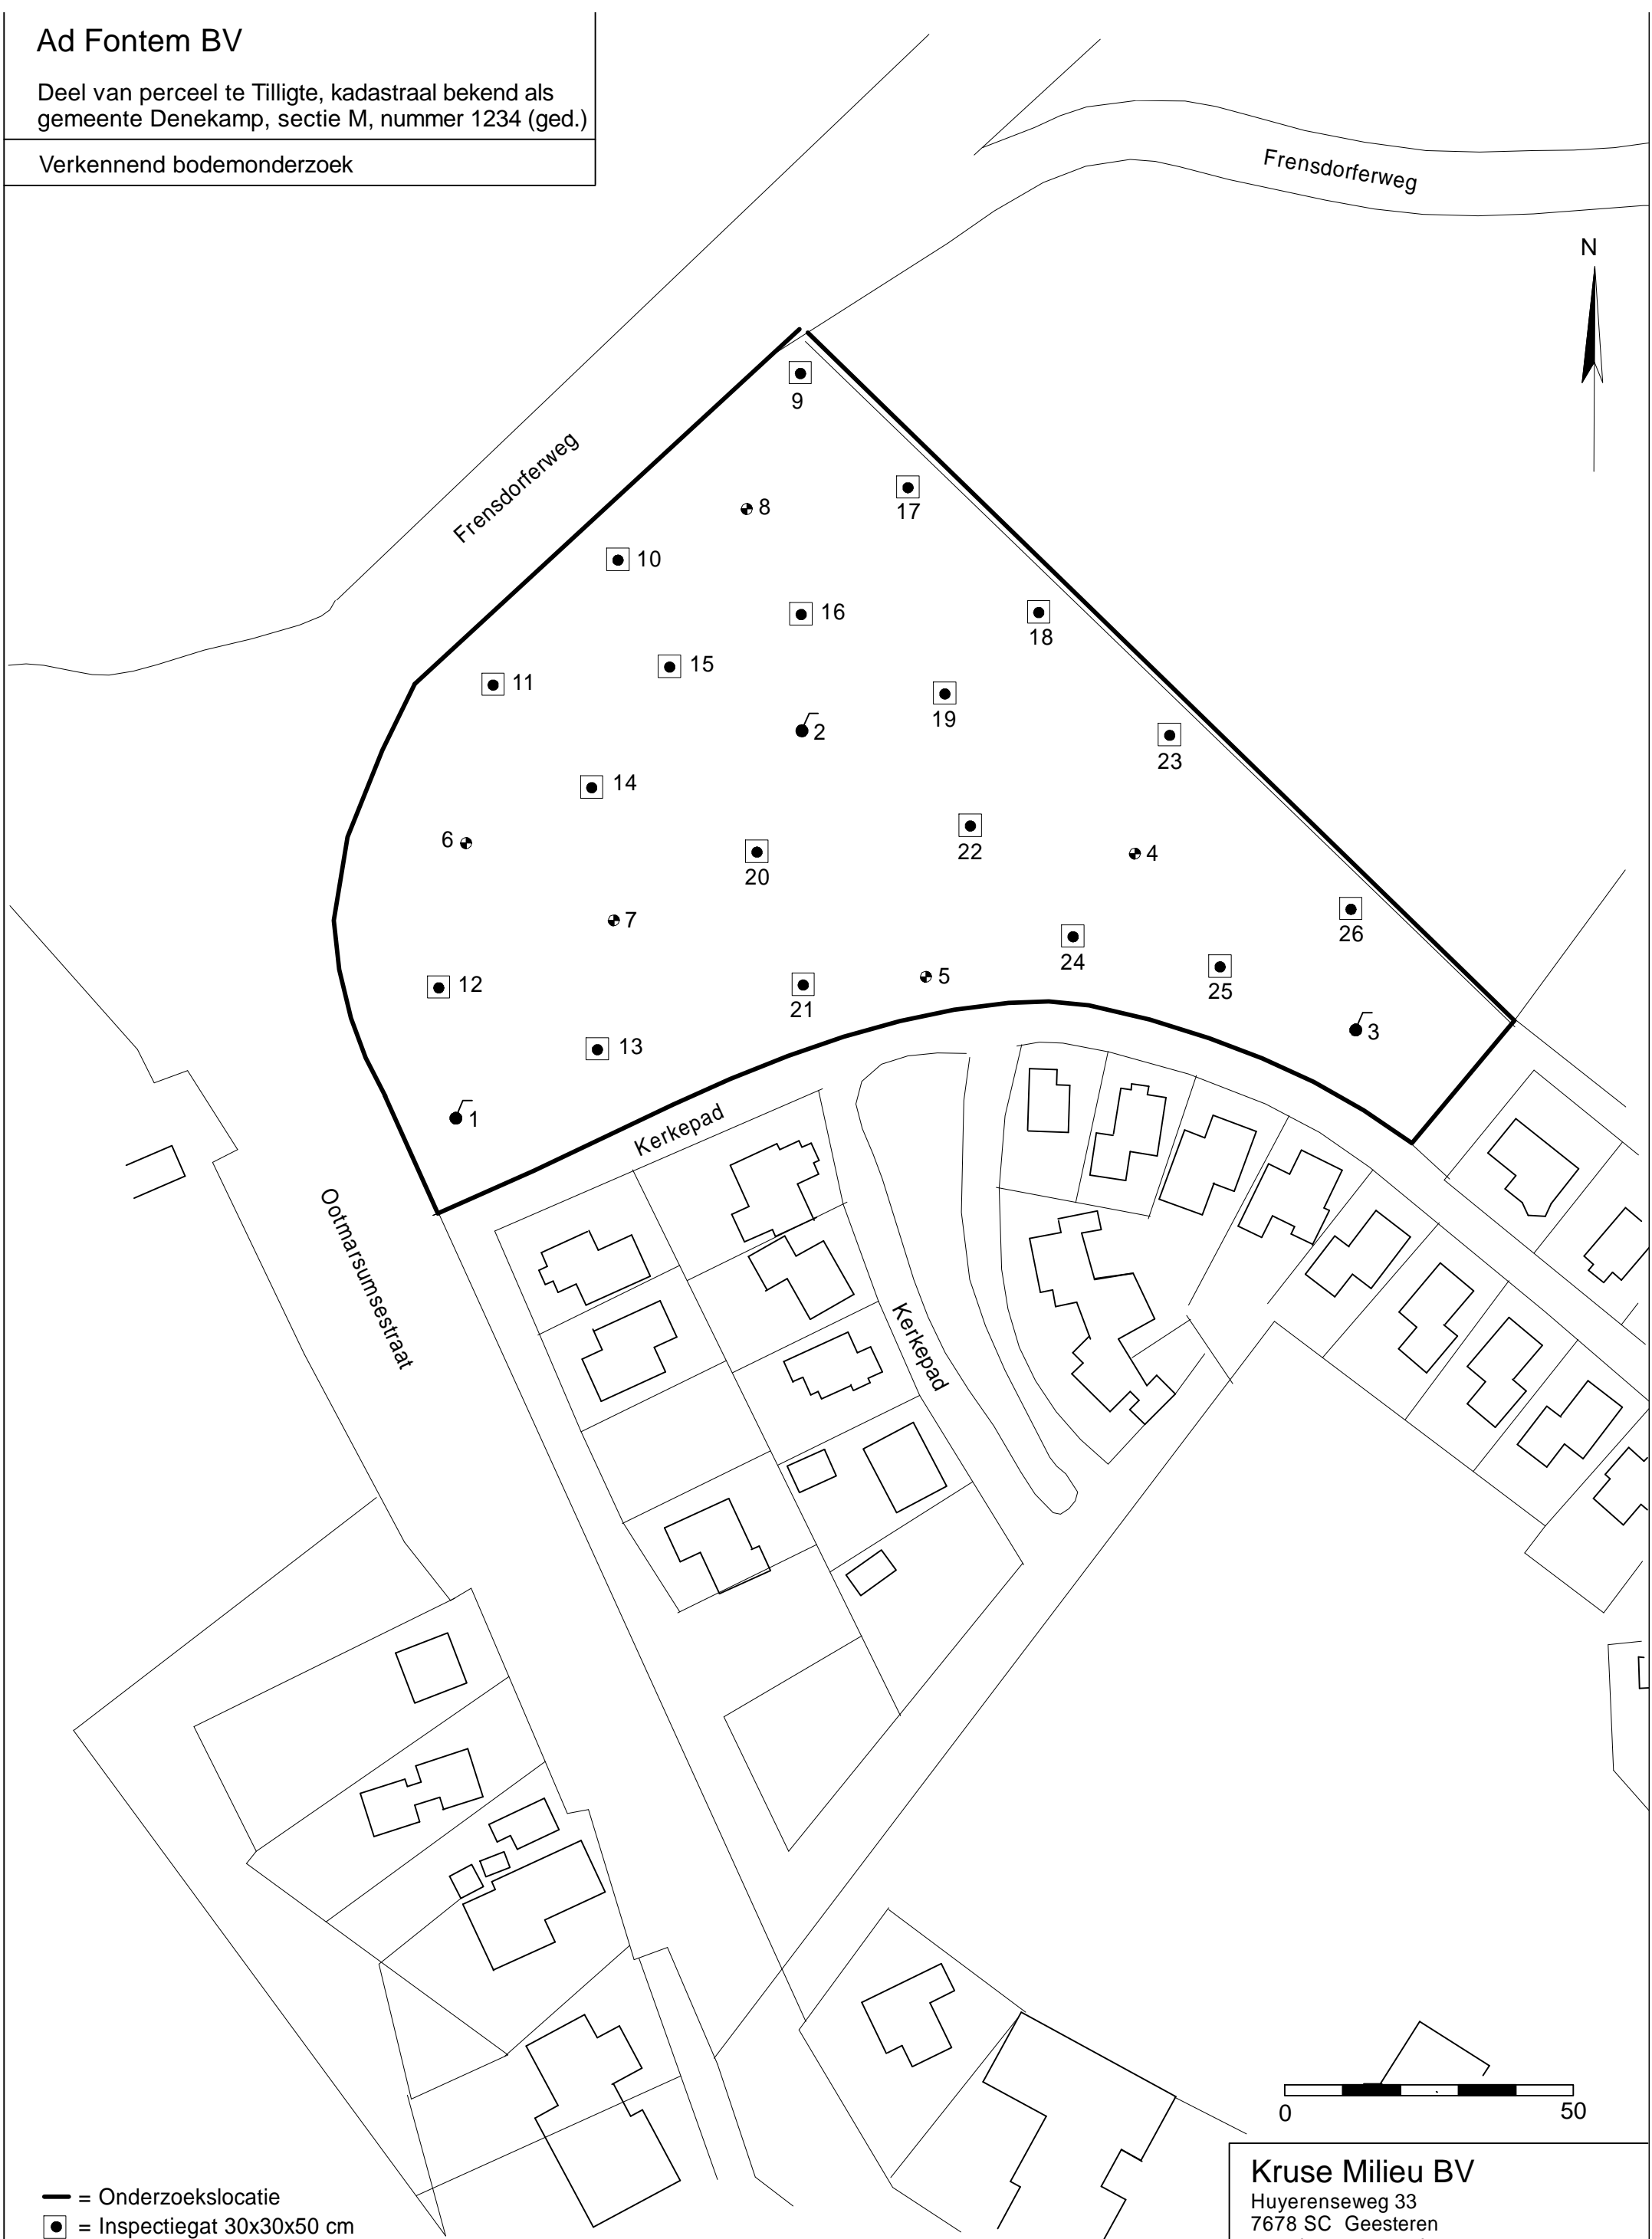 Ad Fontem BV
Deel van perceel te Tilligte, kadastraal bekend als
gemeente Denekamp, sectie M, nummer 1234 (ged.)
Verkennend bodemonderzoek
Frensdorferweg
N
9
Frensdorferweg
17
8
10
16
18
15
11
19
2
23
14
6
20
22
4
7
26
12
21
5
24
25
3
13
1
Kerkepad
Ootmarsumsestraat
Kerkepad
0 50
Kruse Milieu BV
Huyerenseweg 33
7678 SC Geesteren
= Onderzoekslocatie
= Inspectiegat 30x30x50 cm